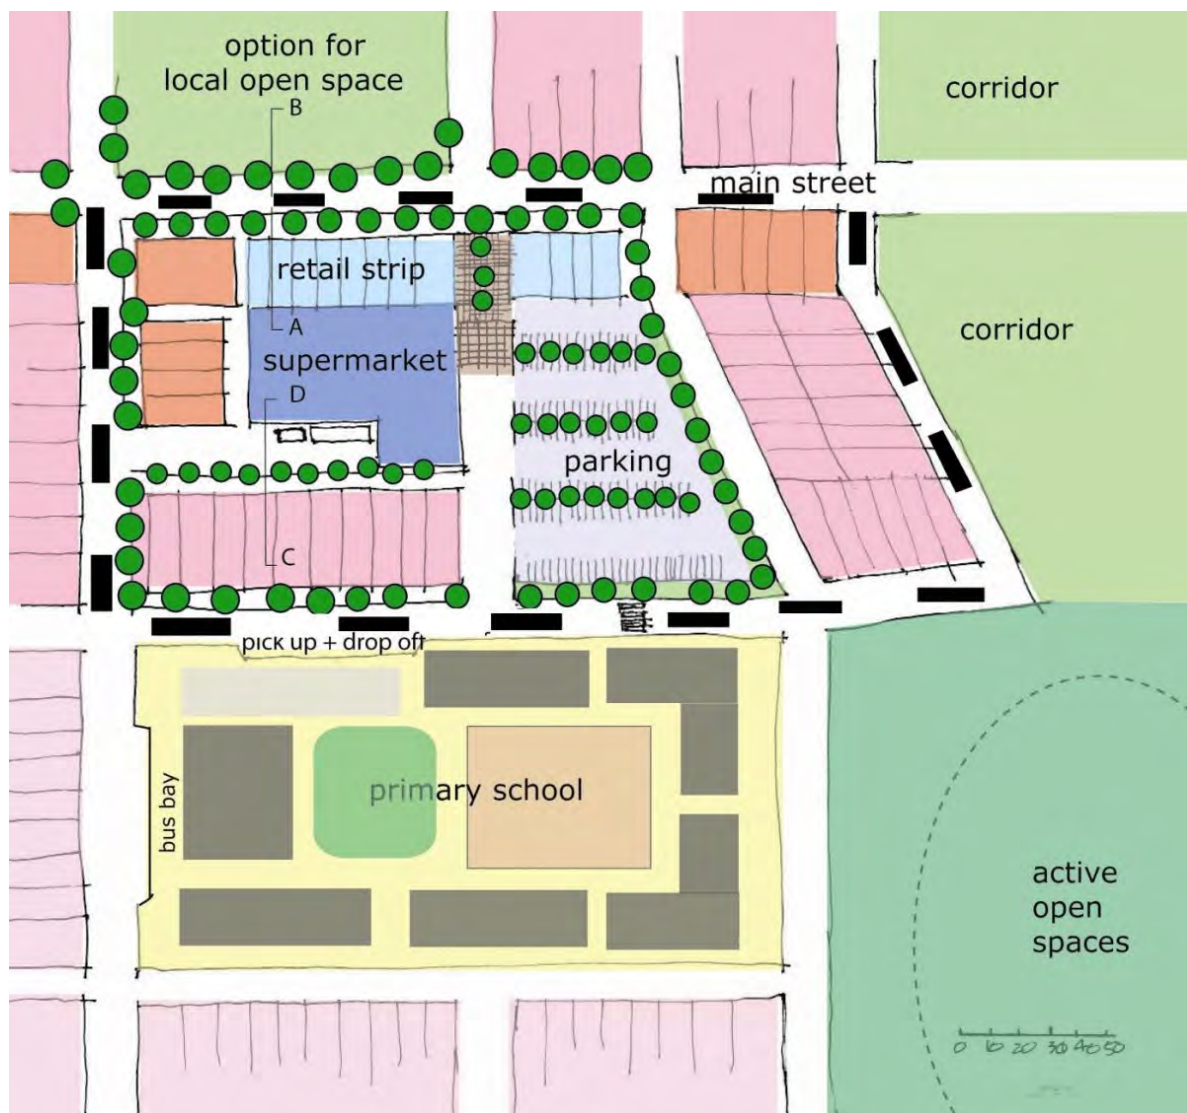 option for
local open space
B
corridor
main street
retail strip
corridor
A
supermarket
D
parking
C
pick up + drop off
bus bay
primary school
active
open
spaces
0 10 20 30 40 50